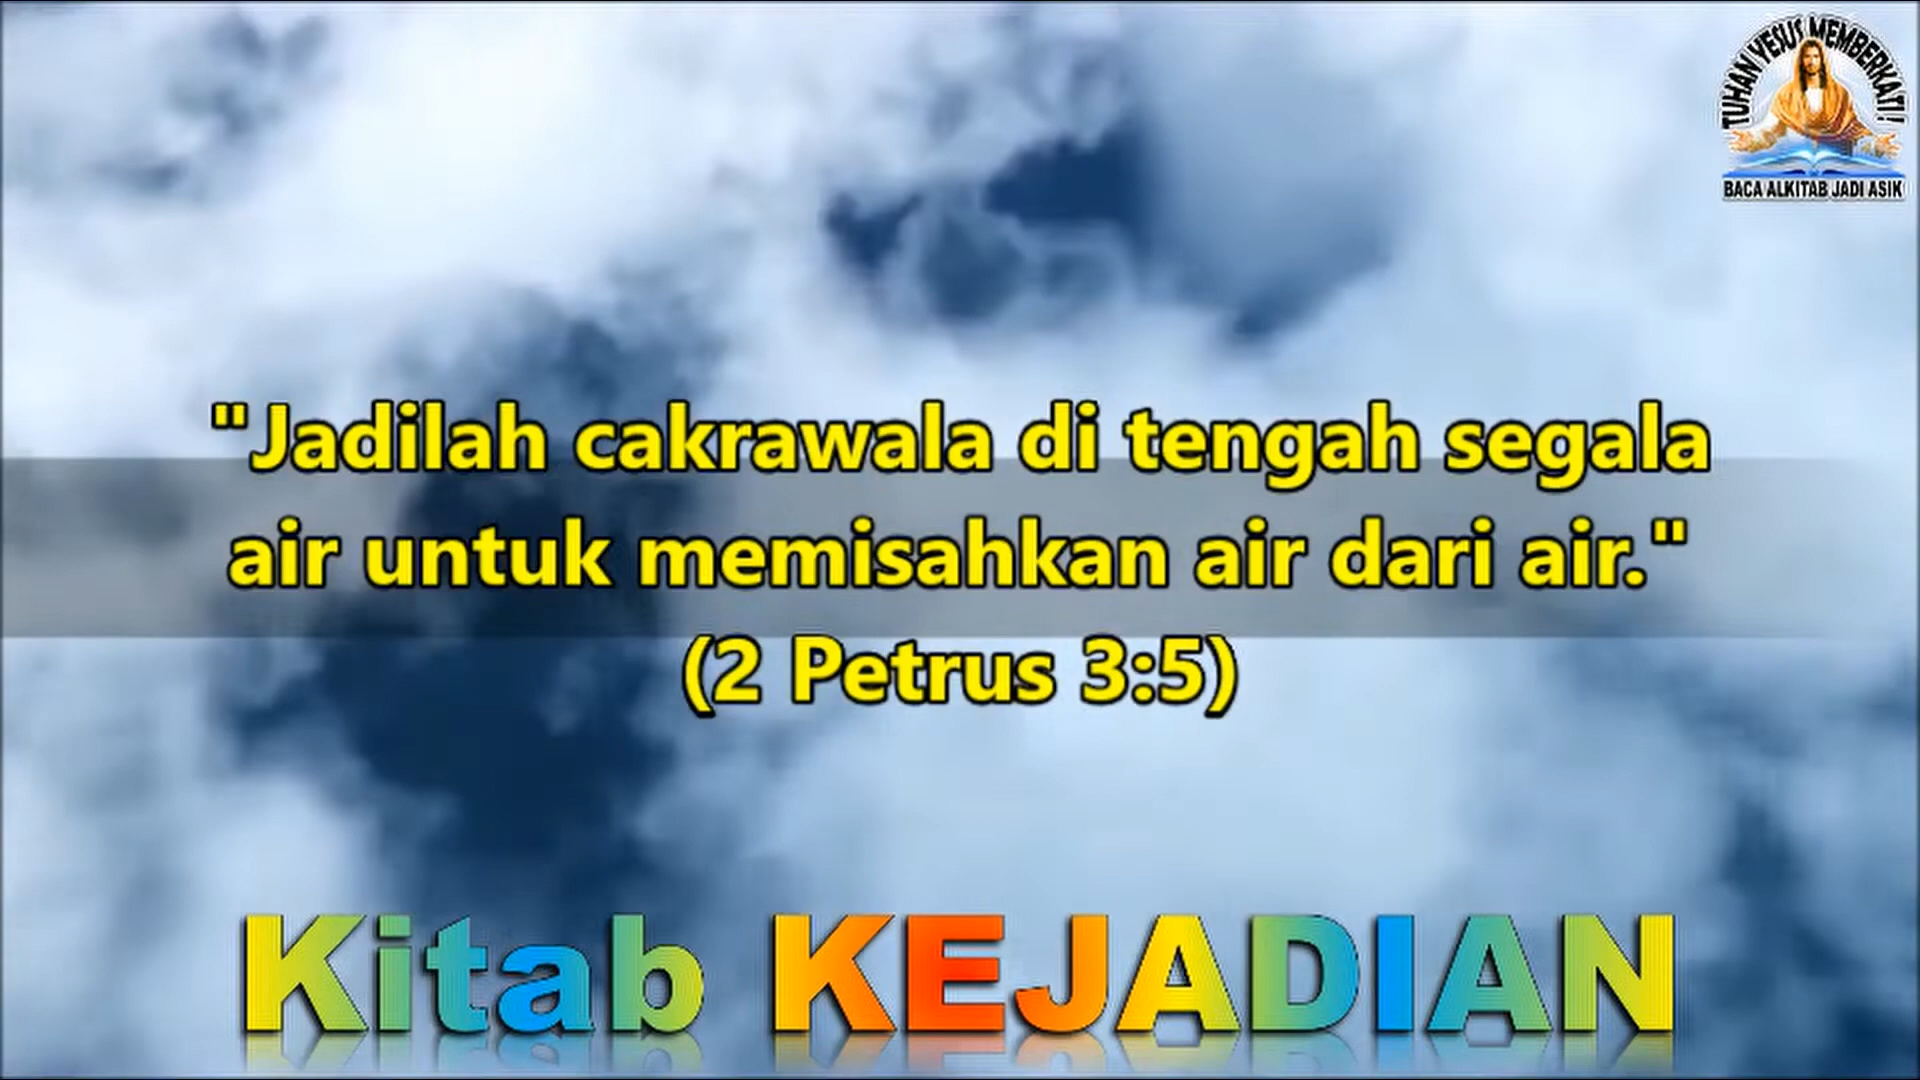 TUHAN YESUS MEMBERKATI!
BACA ALKITAB JADI ASIK
"Jadilah cakrawala di tengah segala
air untuk memisahkan air dari air."
(2 Petrus 3:5)
Kitab KEJADIAN